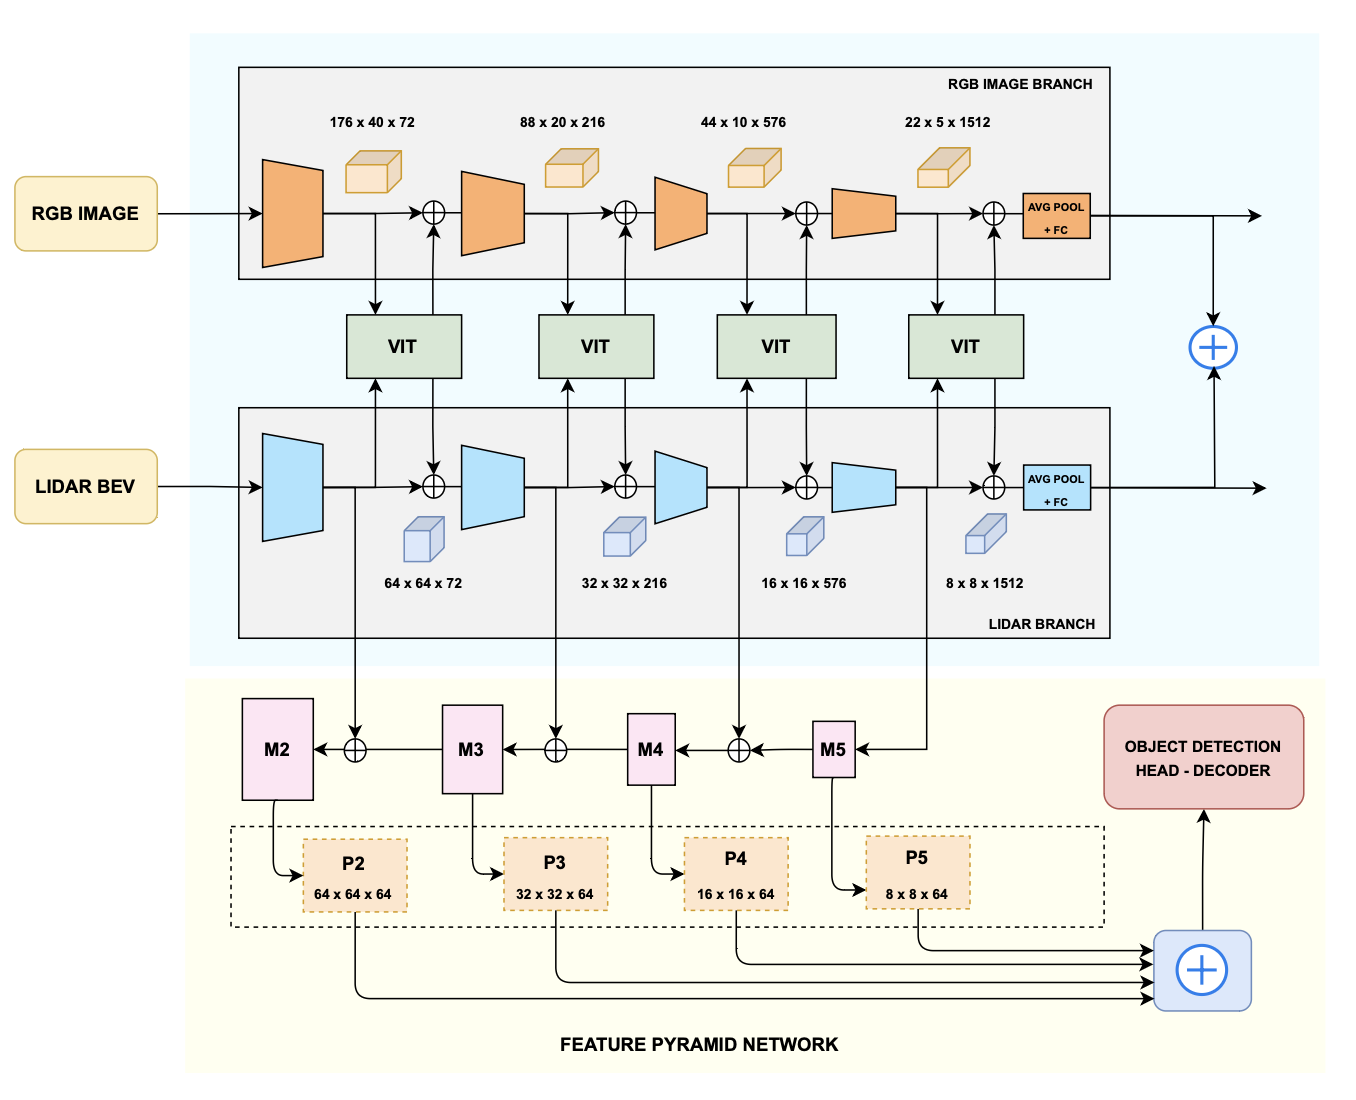 RGB IMAGE BRANCH
176 x 40 x 72
88 x 20 x 216
44 x 10 x 576
22 x 5 x 1512
RGB IMAGE
AVG POOL
+ FC
VIT
VIT
VIT
VIT
LIDAR BEV
AVG POOL
+ FC
64 x 64 x 72
32 x 32 x 216
16 x 16 x 576
8 x 8 x 1512
LIDAR BRANCH
M2
M3
M4
M5
OBJECT DETECTION
HEAD - DECODER
P2
64 x 64 x 64
P3
32 x 32 x 64
P4
16 x 16 x 64
P5
8 x 8 x 64
FEATURE PYRAMID NETWORK